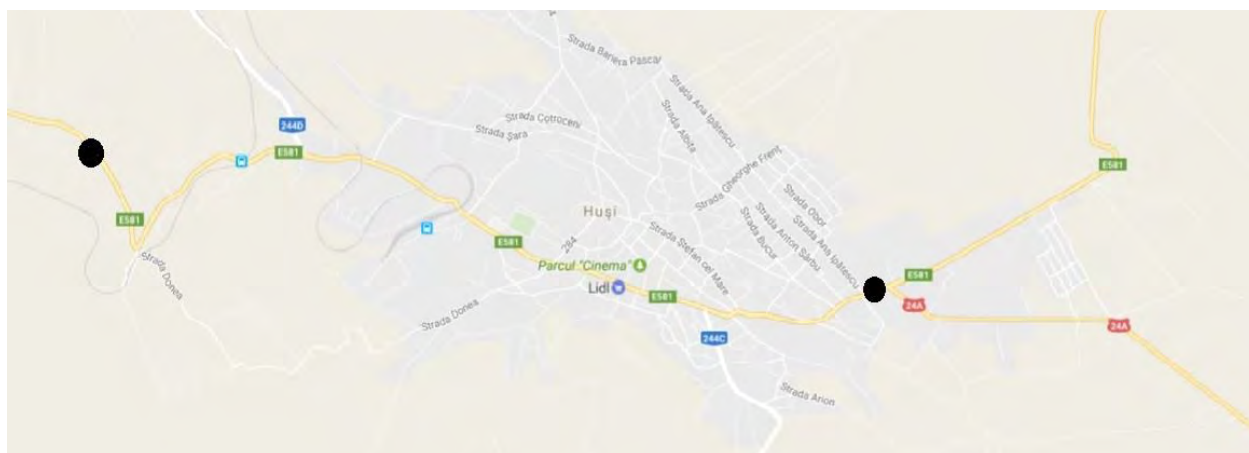 Strada Bariera Pascal
Strada Ana Ipătescu
244D
Strada Cotroceni
Strada Șara
Strada Albița
E581
E581
Strada Gheorghe Frenț
E581
Strada Obor
Huși
Strada Ștefan cel Mare
Strada Bucur
Strada Anton Sârbu
Strada Ana Ipătescu
28A
E581
Strada Donea
Parcul "Cinema"
E581
Lidl
E581
24A
Strada Donea
24A
244C
Strada Arion